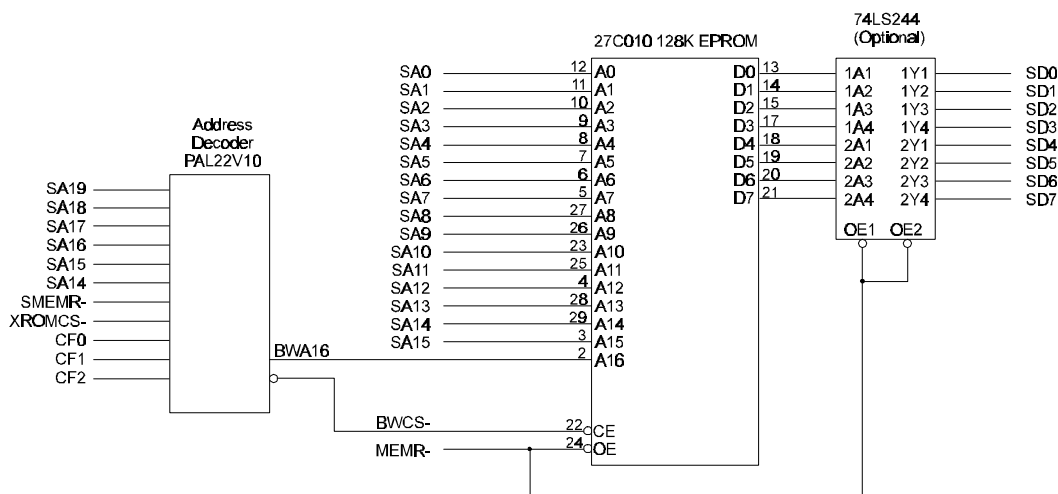 74LS244
(Optional)
27C010 128K EPROM
Address
Decoder
PAL22V10
SA19
SA18
SA17
SA16
SA15
SA14
SMEMR-
XROMCS-
CF0
CF1
CF2
BWA16
BWCS-
MEMR-
SA0 12 A0
SA1 11 A1
SA2 10 A2
SA3 9 A3
SA4 8 A4
SA5 7 A5
SA6 6 A6
SA7 5 A7
SA8 27 A8
SA9 26 A9
SA10 23 A10
SA11 25 A11
SA12 4 A12
SA13 28 A13
SA14 29 A14
SA15 3 A15
2 A16
22 CE
24 OE
D0 13
D1 14
D2 15
D3 17
D4 18
D5 19
D6 20
D7 21
1A1 1Y1 SD0
1A2 1Y2 SD1
1A3 1Y3 SD2
1A4 1Y4 SD3
2A1 2Y1 SD4
2A2 2Y2 SD5
2A3 2Y3 SD6
2A4 2Y4 SD7
OE1 OE2